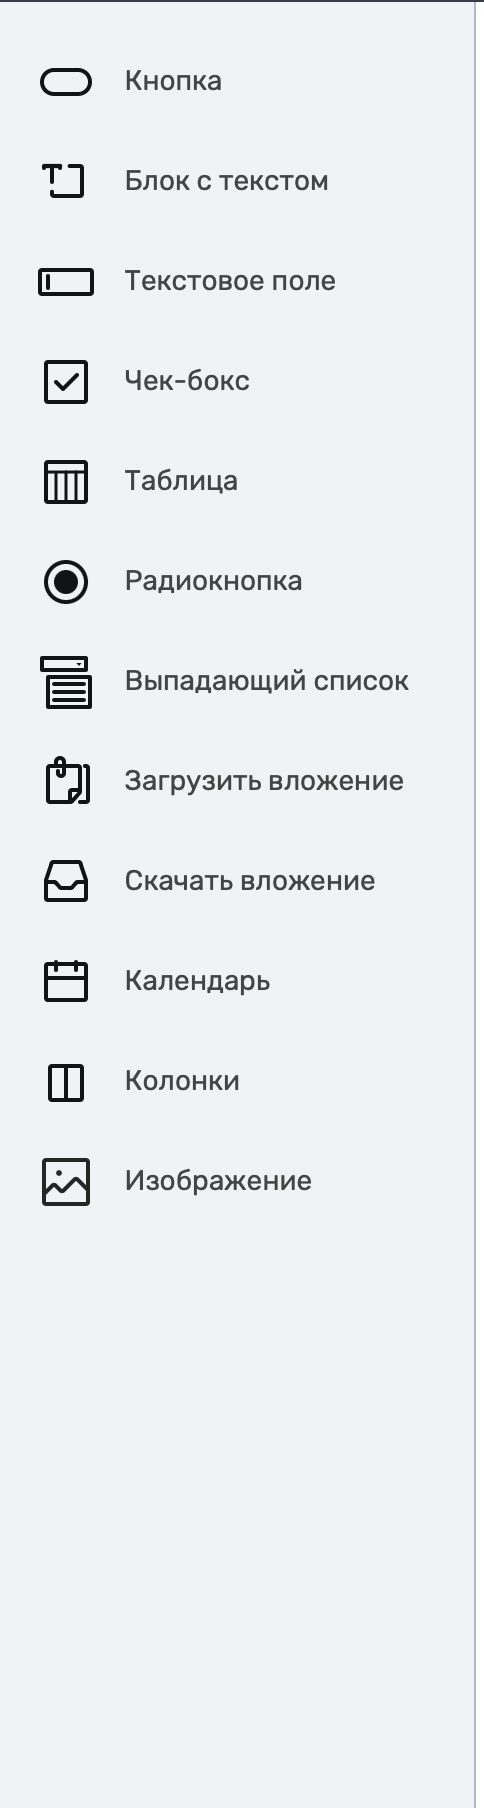 Кнопка
Блок с текстом
Текстовое поле
Чек-бокс
Таблица
Радиокнопка
Выпадающий список
Загрузить вложение
Скачать вложение
Календарь
Колонки
Изображение